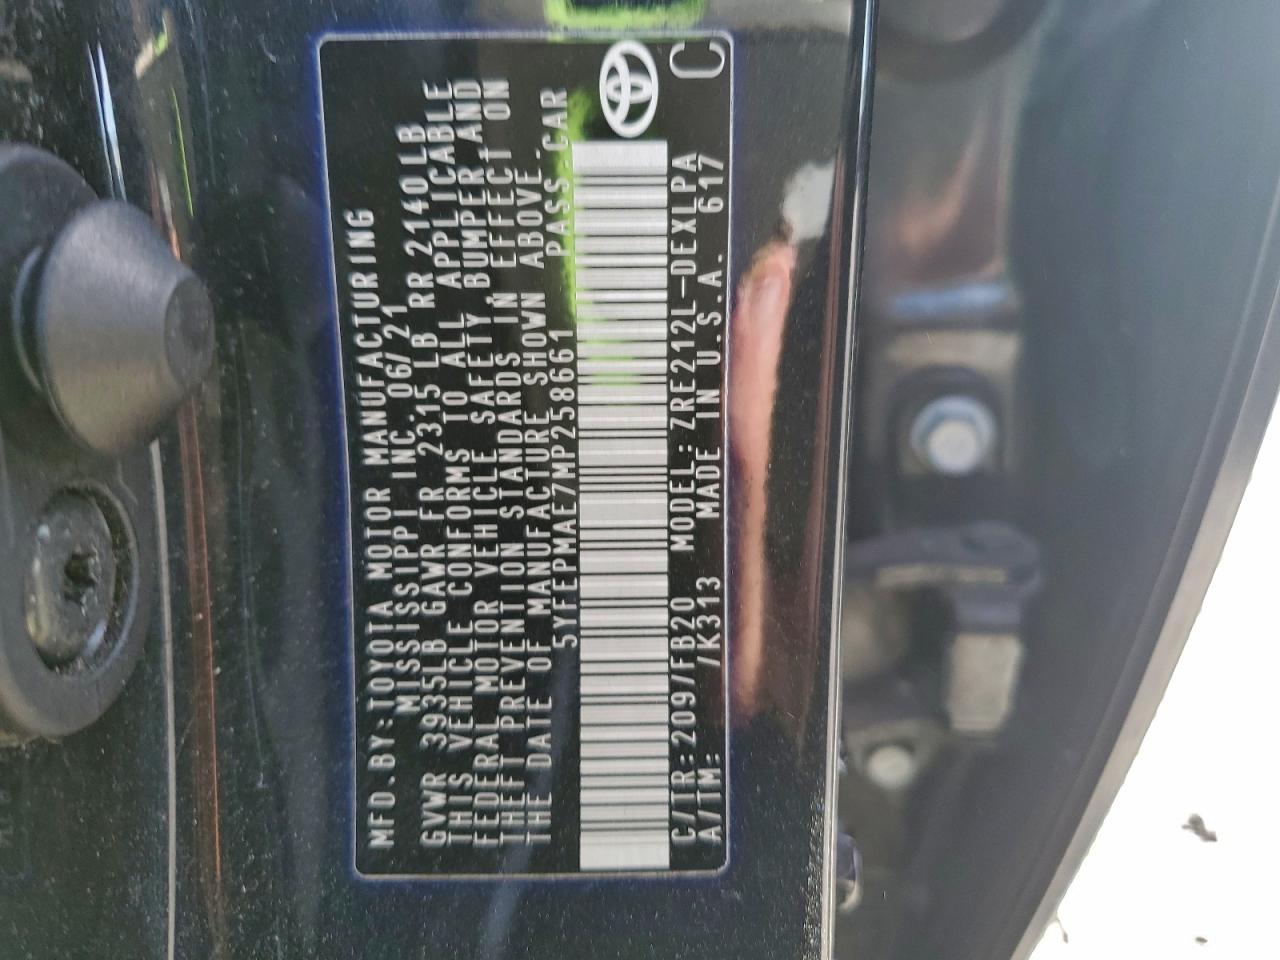 MFD.BY:TOYOTA MOTOR MANUFACTURING
MISSISSIPPI INC. 06/21
GVWR 3935LB GAWR FR 2315 LB RR 2140LB
THIS VEHICLE CONFORMS TO ALL APPLICABLE
FEDERAL MOTOR VEHICLE SAFETY, BUMPER,AND
THEFT PREVENTION STANDARDS IN EFFECT ON
THE DATE OF MANUFACTURE SHOWN ABOVE.
5YFEPMAE7MP258661 PASS.CAR
C/TR:209/FB20 MODEL:ZRE212L-DEXLPA
A/TM: /K313 MADE IN U.S.A. 617
C